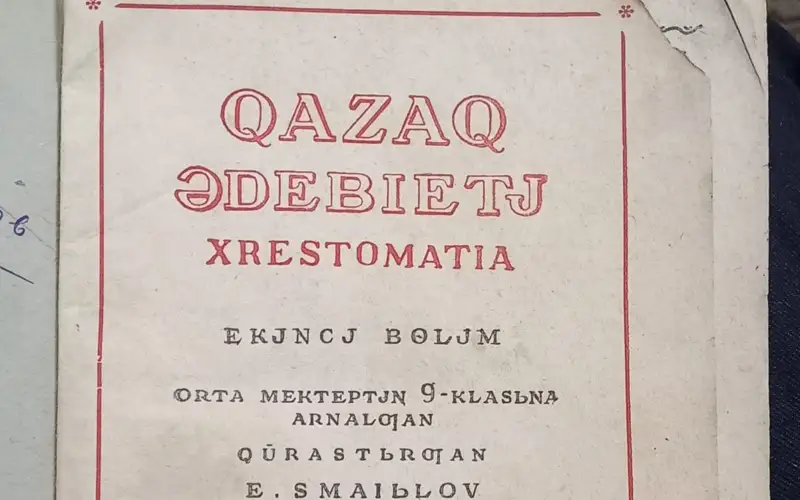 QAZAQ
ƏDEBIETJ
XRESTOMATIA
EKJNCJ BɵLJM
ORTA MEKTEPTJꞐ 9-KLASЬNA
ARNALƢAN
QŪRASTЬRƢAN
E. SMAIЬLOV